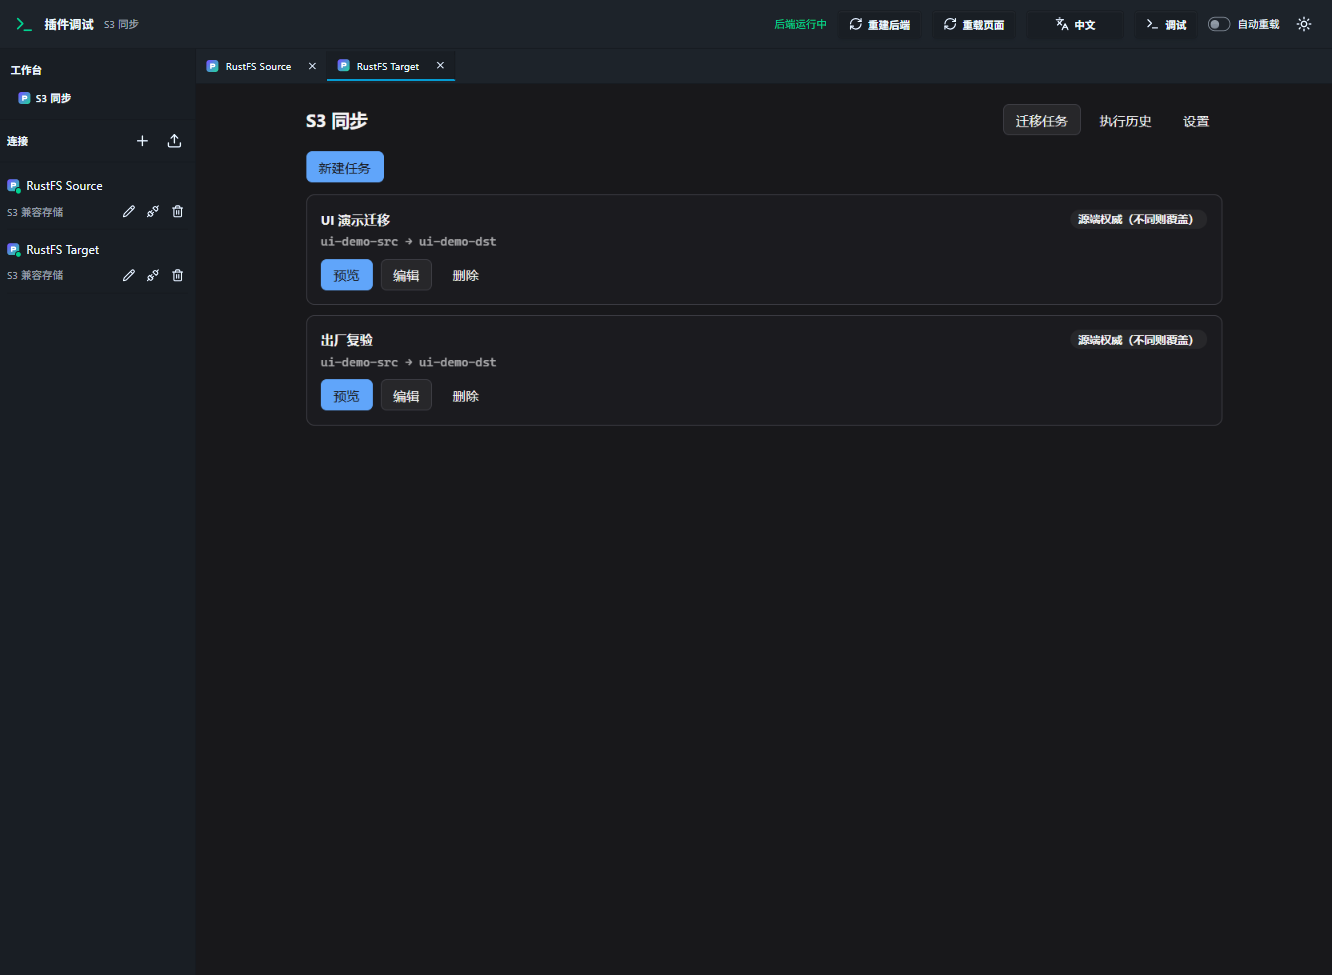 插件调试 S3 同步 后端运行中 重建后端 重载页面 中文 调试 自动重载
工作台
S3 同步
连接
RustFS Source
S3 兼容存储
RustFS Target
S3 兼容存储
RustFS Source RustFS Target
S3 同步 迁移任务 执行历史 设置
新建任务
UI 演示迁移 源端权威（不同则覆盖）
ui-demo-src → ui-demo-dst
预览 编辑 删除
出厂复验 源端权威（不同则覆盖）
ui-demo-src → ui-demo-dst
预览 编辑 删除